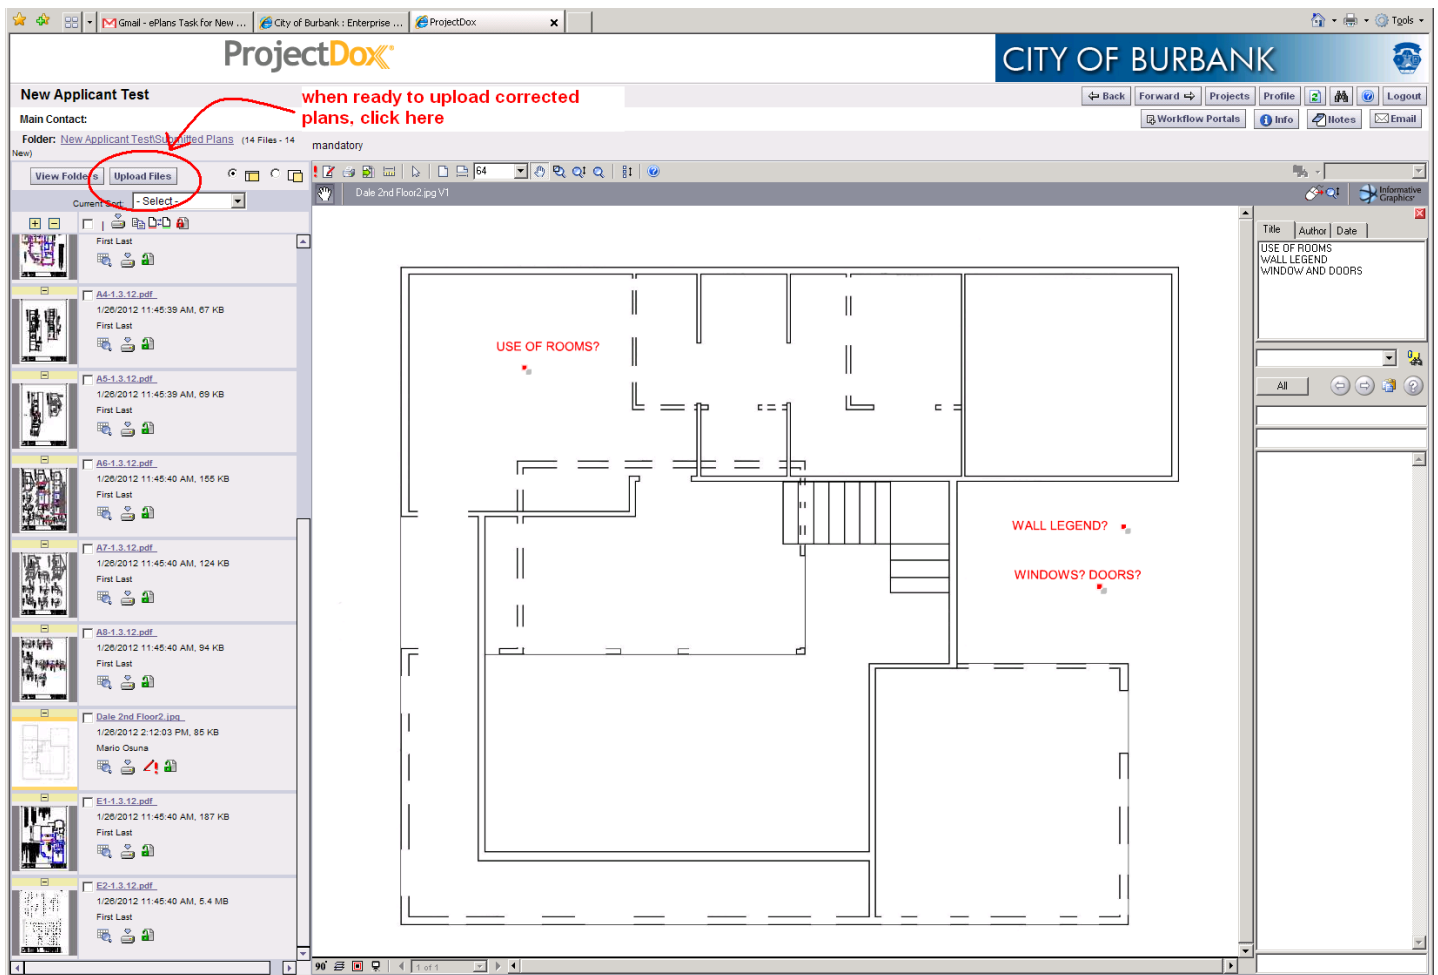 Gmail - ePlans Task for New ...
City of Burbank : Enterprise ...
ProjectDox
x
Tools
ProjectDox
CITY OF BURBANK
New Applicant Test
when ready to upload corrected
plans, click here
Back
Forward
Projects
Profile
Logout
Main Contact:
Workflow Portals
Info
Notes
Email
Folder: New Applicant Test\Submitted Plans (14 Files - 14
New)
mandatory
View Folders
Upload Files
64
Current Sort: - Select -
Dale 2nd Floor2.jpg V1
Informative
Graphics
First Last
A4-1.3.12.pdf
1/26/2012 11:45:39 AM, 67 KB
First Last
A5-1.3.12.pdf
1/26/2012 11:45:39 AM, 69 KB
First Last
A6-1.3.12.pdf
1/26/2012 11:45:40 AM, 155 KB
First Last
A7-1.3.12.pdf
1/26/2012 11:45:40 AM, 124 KB
First Last
A8-1.3.12.pdf
1/26/2012 11:45:40 AM, 94 KB
First Last
Dale 2nd Floor2.jpg
1/26/2012 2:12:03 PM, 85 KB
Mario Osuna
E1-1.3.12.pdf
1/26/2012 11:45:40 AM, 187 KB
First Last
E2-1.3.12.pdf
1/26/2012 11:45:40 AM, 5.4 MB
First Last
USE OF ROOMS?
WALL LEGEND?
WINDOWS? DOORS?
Title
Author
Date
USE OF ROOMS
WALL LEGEND
WINDOW AND DOORS
All
90°
1 of 1